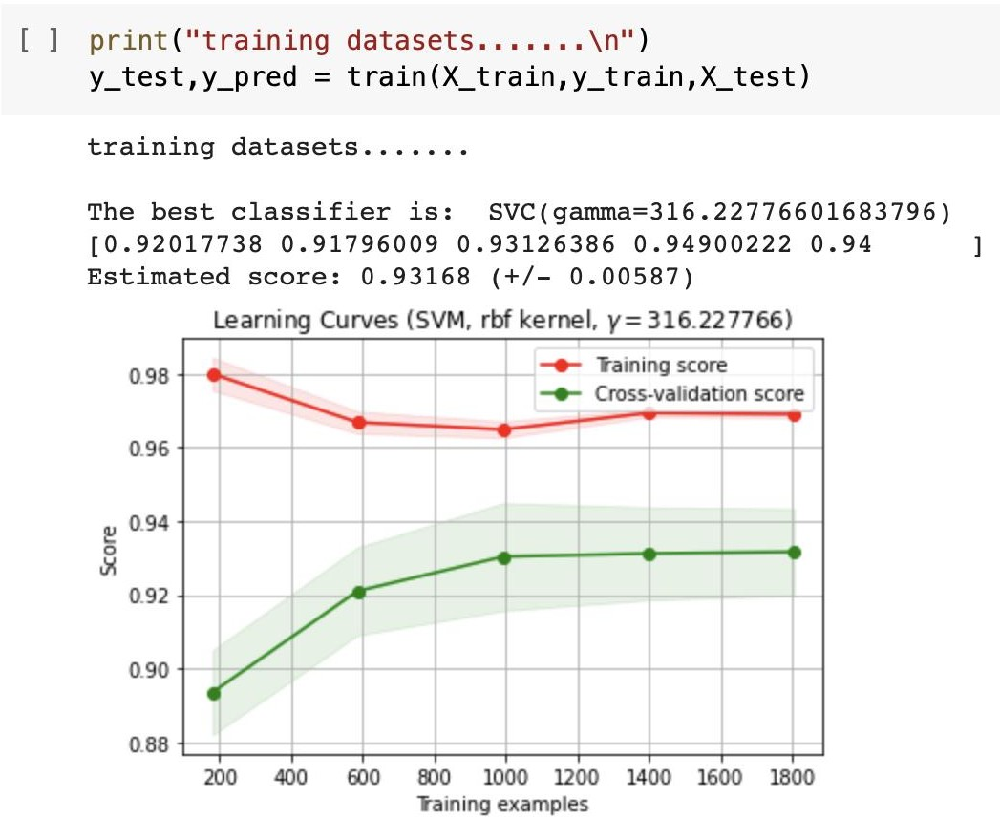 [ ] print("training datasets.......\n")
y_test,y_pred = train(X_train,y_train,X_test)
training datasets.......
The best classifier is:  SVC(gamma=316.22776601683796)
[0.92017738 0.91796009 0.93126386 0.94900222 0.94       ]
Estimated score: 0.93168 (+/- 0.00587)
Learning Curves (SVM, rbf kernel, γ = 316.227766)
Training score
Cross-validation score
0.98
0.96
0.94
0.92
0.90
0.88
Score
200 400 600 800 1000 1200 1400 1600 1800
Training examples